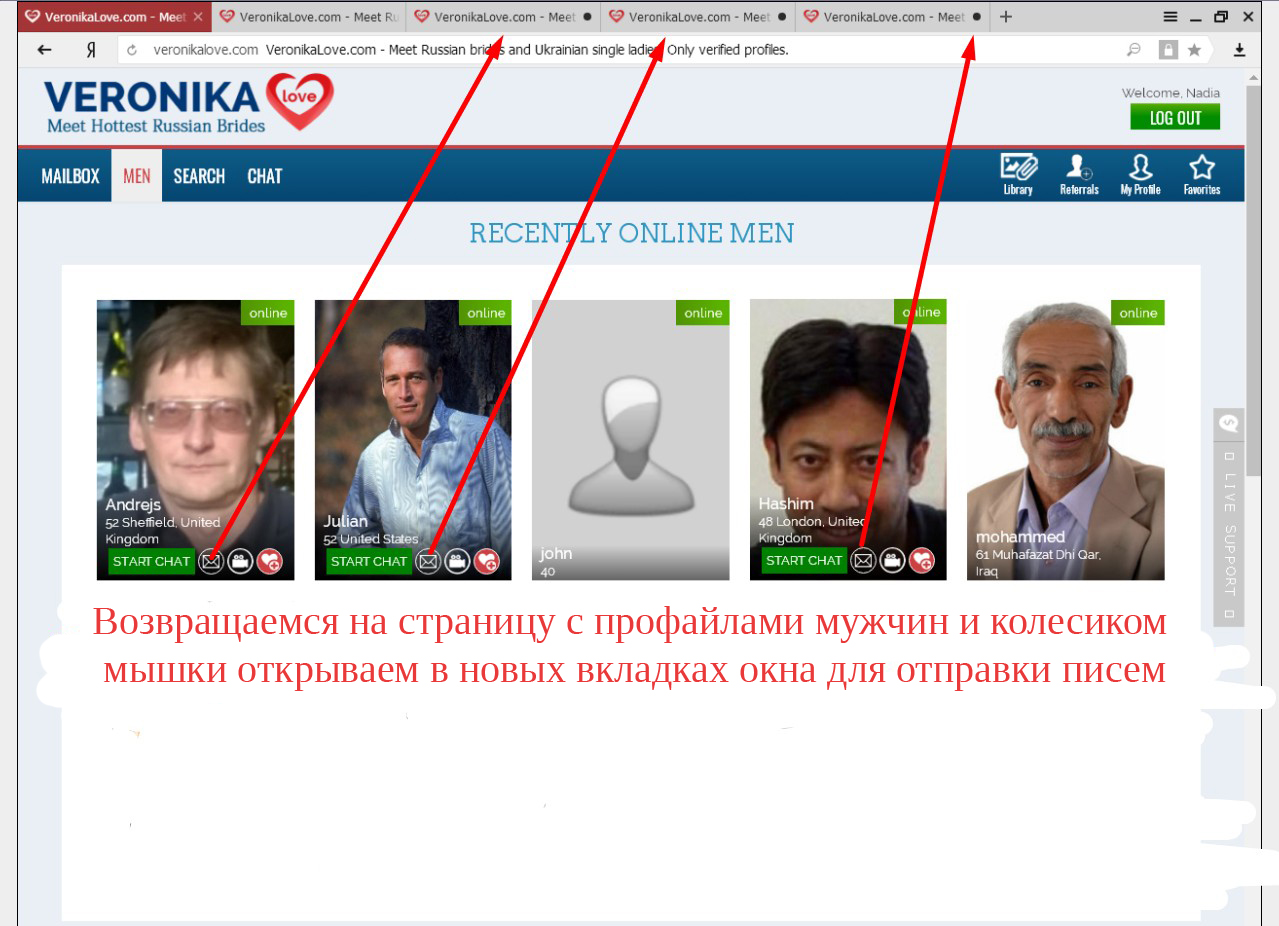 VeronikaLove.com - Meet
VeronikaLove.com - Meet Ru
VeronikaLove.com - Meet
VeronikaLove.com - Meet
VeronikaLove.com - Meet
Я
veronikalove.com VeronikaLove.com - Meet Russian brides and Ukrainian single ladies. Only verified profiles.
VERONIKA love
Meet Hottest Russian Brides
Welcome, Nadia
LOG OUT
MAILBOX MEN SEARCH CHAT
Library Referrals My Profile Favorites
RECENTLY ONLINE MEN
online
Andrejs
52 Sheffield, United
Kingdom
START CHAT
online
Julian
52 United States
START CHAT
online
john
40
online
Hashim
48 London, United
Kingdom
START CHAT
online
mohammed
61 Muhafazat Dhi Qar,
Iraq
LIVE SUPPORT
Возвращаемся на страницу с профайлами мужчин и колесиком
мышки открываем в новых вкладках окна для отправки писем